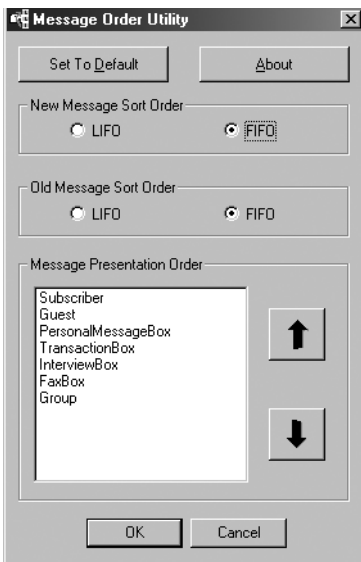 Message Order Utility
Set To Default About
New Message Sort Order
LIFO FIFO
Old Message Sort Order
LIFO FIFO
Message Presentation Order
Subscriber
Guest
PersonalMessageBox
TransactionBox
InterviewBox
FaxBox
Group
OK Cancel